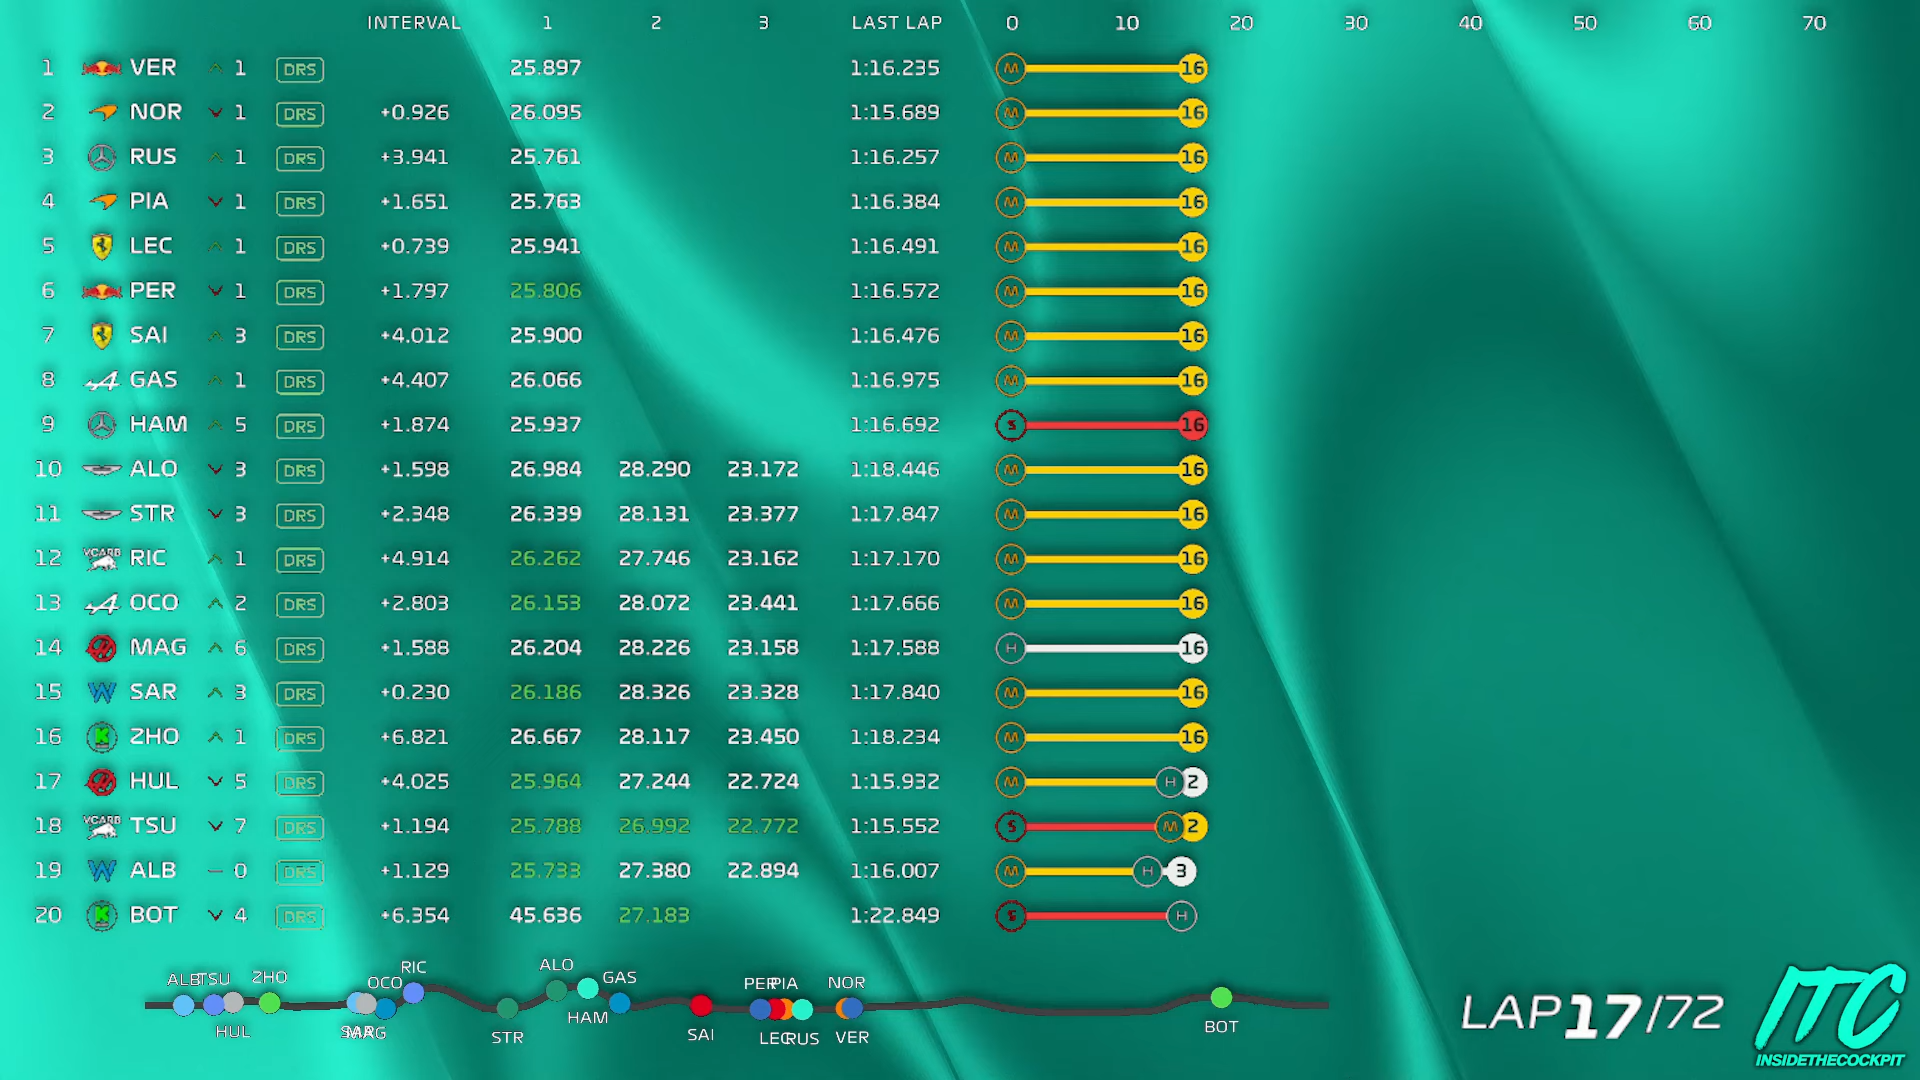 INTERVAL 1 2 3 LAST LAP 0 10 20 30 40 50 60 70
1 VER 1 DRS 25.897 1:16.235 M 16
2 NOR 1 DRS +0.926 26.095 1:15.689 M 16
3 RUS 1 DRS +3.941 25.761 1:16.257 M 16
4 PIA 1 DRS +1.651 25.763 1:16.384 M 16
5 LEC 1 DRS +0.739 25.941 1:16.491 M 16
6 PER 1 DRS +1.797 25.806 1:16.572 M 16
7 SAI 3 DRS +4.012 25.900 1:16.476 M 16
8 GAS 1 DRS +4.407 26.066 1:16.975 M 16
9 HAM 5 DRS +1.874 25.937 1:16.692 S 16
10 ALO 3 DRS +1.598 26.984 28.290 23.172 1:18.446 M 16
11 STR 3 DRS +2.348 26.339 28.131 23.377 1:17.847 M 16
12 VCARB RIC 1 DRS +4.914 26.262 27.746 23.162 1:17.170 M 16
13 OCO 2 DRS +2.803 26.153 28.072 23.441 1:17.666 M 16
14 MAG 6 DRS +1.588 26.204 28.226 23.158 1:17.588 H 16
15 SAR 3 DRS +0.230 26.186 28.326 23.328 1:17.840 M 16
16 K ZHO 1 DRS +6.821 26.667 28.117 23.450 1:18.234 M 16
17 HUL 5 DRS +4.025 25.964 27.244 22.724 1:15.932 M H 2
18 VCARB TSU 7 DRS +1.194 25.788 26.992 22.772 1:15.552 S M 2
19 ALB 0 DRS +1.129 25.733 27.380 22.894 1:16.007 M H 3
20 K BOT 4 DRS +6.354 45.636 27.183 1:22.849 S H
ALB TSU ZHO OCO RIC ALO GAS PER PIA NOR
HUL SAR MAG STR HAM SAI LEC RUS VER BOT
LAP 17/72
ITC
INSIDETHECOCKPIT